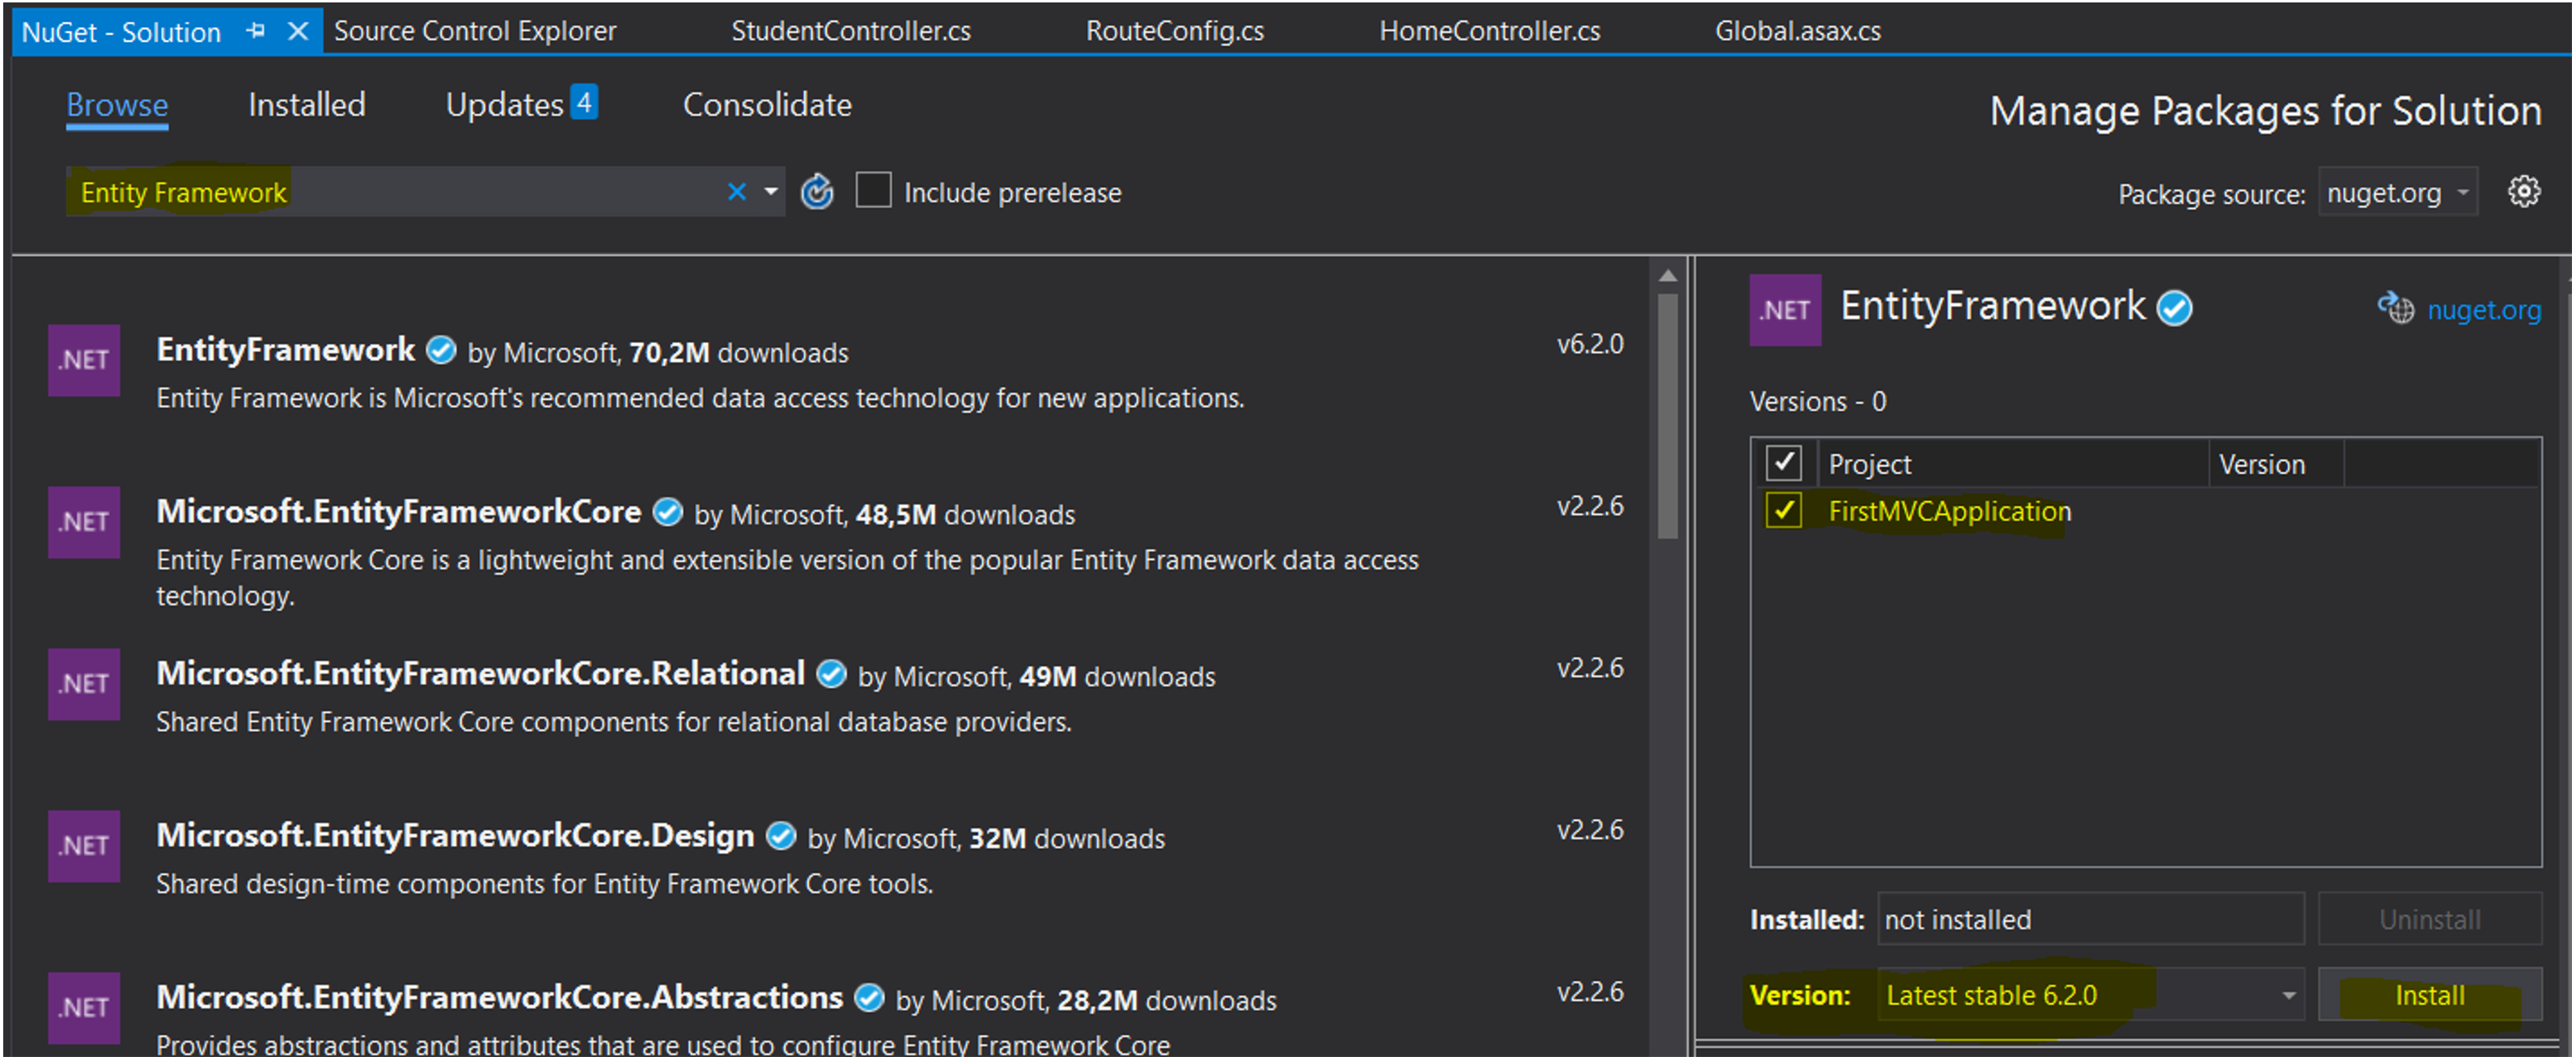 NuGet - Solution Source Control Explorer StudentController.cs RouteConfig.cs HomeController.cs Global.asax.cs
Browse Installed Updates 4 Consolidate
Manage Packages for Solution
Entity Framework
Include prerelease
Package source: nuget.org
.NET
EntityFramework by Microsoft, 70,2M downloads
v6.2.0
Entity Framework is Microsoft's recommended data access technology for new applications.
.NET
Microsoft.EntityFrameworkCore by Microsoft, 48,5M downloads
v2.2.6
Entity Framework Core is a lightweight and extensible version of the popular Entity Framework data access
technology.
.NET
Microsoft.EntityFrameworkCore.Relational by Microsoft, 49M downloads
v2.2.6
Shared Entity Framework Core components for relational database providers.
.NET
Microsoft.EntityFrameworkCore.Design by Microsoft, 32M downloads
v2.2.6
Shared design-time components for Entity Framework Core tools.
.NET
Microsoft.EntityFrameworkCore.Abstractions by Microsoft, 28,2M downloads
v2.2.6
Provides abstractions and attributes that are used to configure Entity Framework Core
.NET
EntityFramework
nuget.org
Versions - 0
Project Version
FirstMVCApplication
Installed: not installed Uninstall
Version: Latest stable 6.2.0 Install